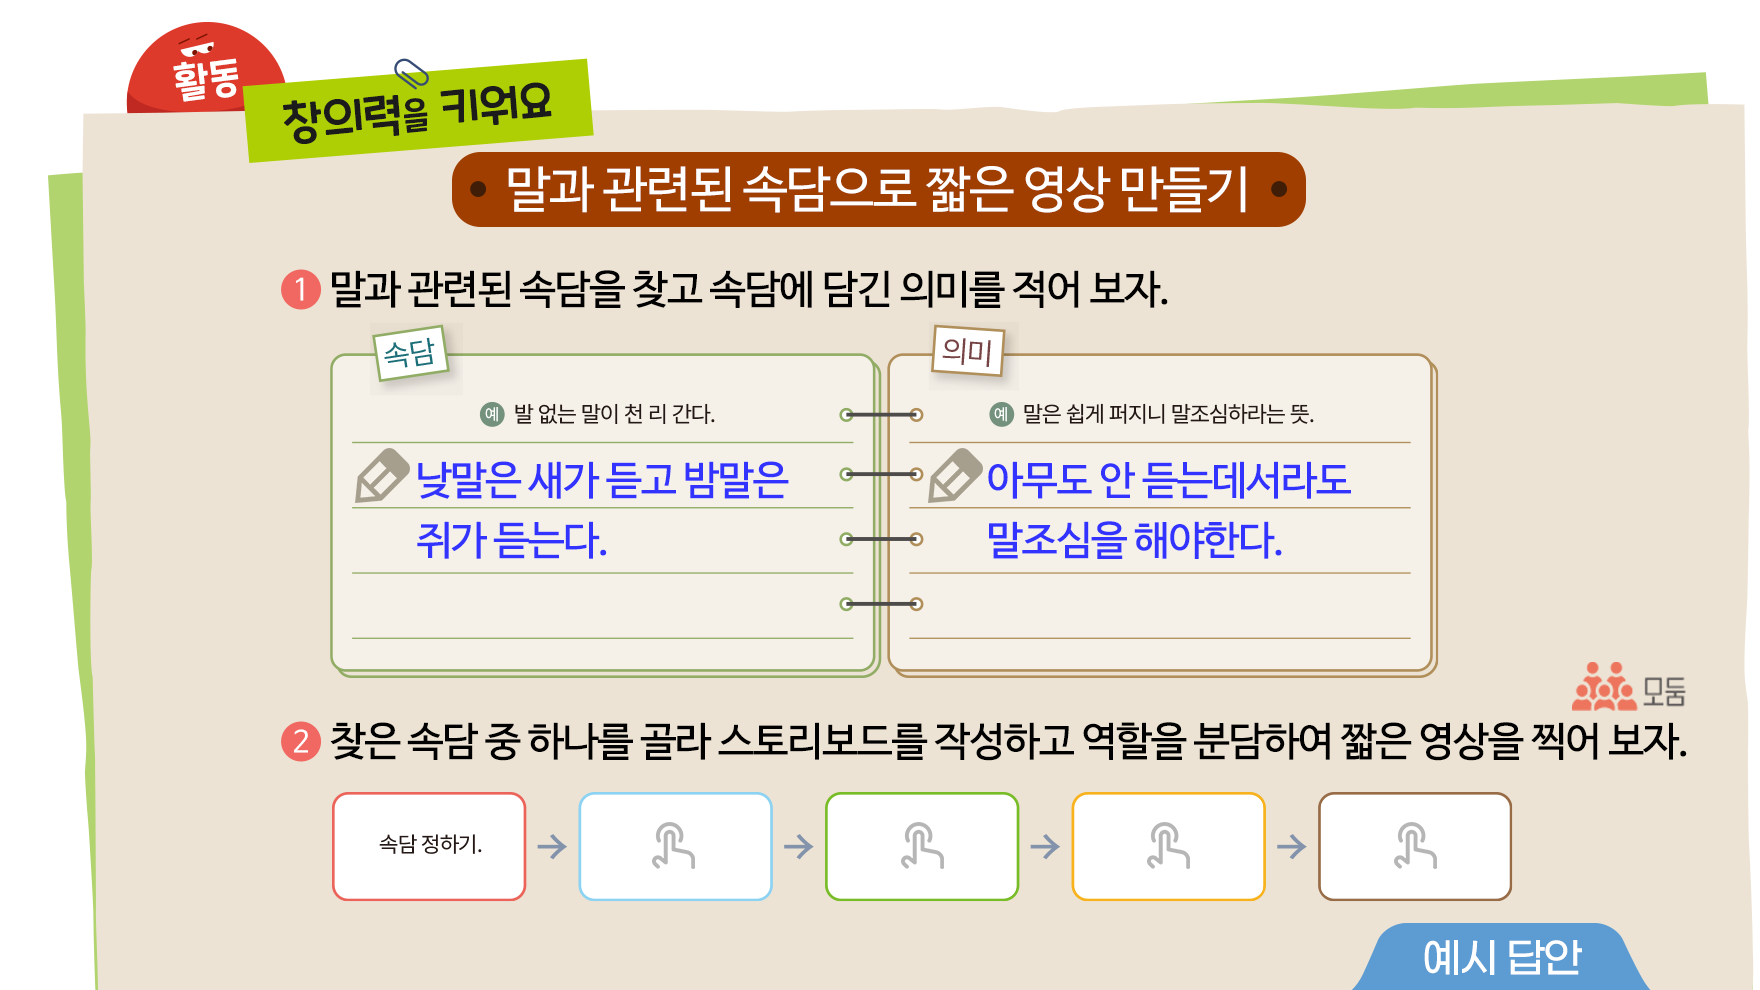 활동
창의력을 키워요
말과 관련된 속담으로 짧은 영상 만들기
1 말과 관련된 속담을 찾고 속담에 담긴 의미를 적어 보자.
속담
예 발 없는 말이 천 리 간다.
낮말은 새가 듣고 밤말은
쥐가 듣는다.
의미
예 말은 쉽게 퍼지니 말조심하라는 뜻.
아무도 안 듣는데서라도
말조심을 해야한다.
모둠
2 찾은 속담 중 하나를 골라 스토리보드를 작성하고 역할을 분담하여 짧은 영상을 찍어 보자.
속담 정하기.
예시 답안